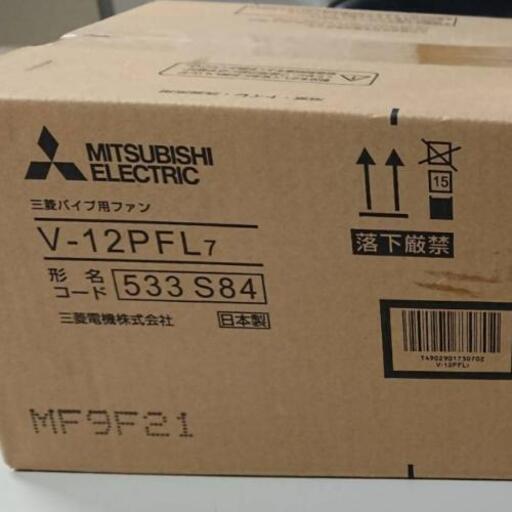 MITSUBISHI
ELECTRIC
三菱パイプ用ファン
V-12PFL7
形名
コード 533 S84
三菱電機株式会社 日本製
15
落下厳禁
V-12PFL7
MF9F21